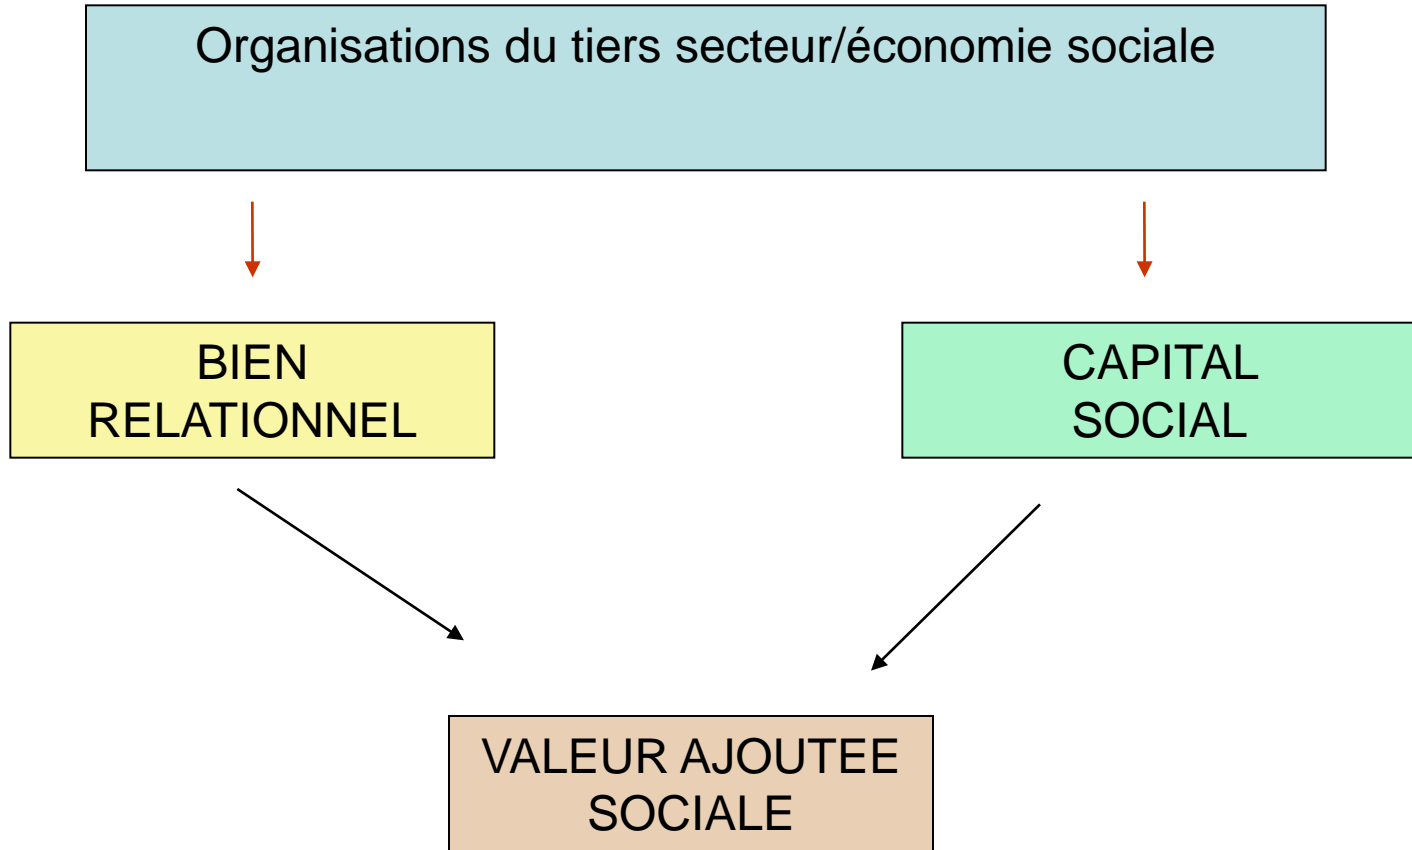 Organisations du tiers secteur/économie sociale
BIEN
RELATIONNEL
CAPITAL
SOCIAL
VALEUR AJOUTEE
SOCIALE